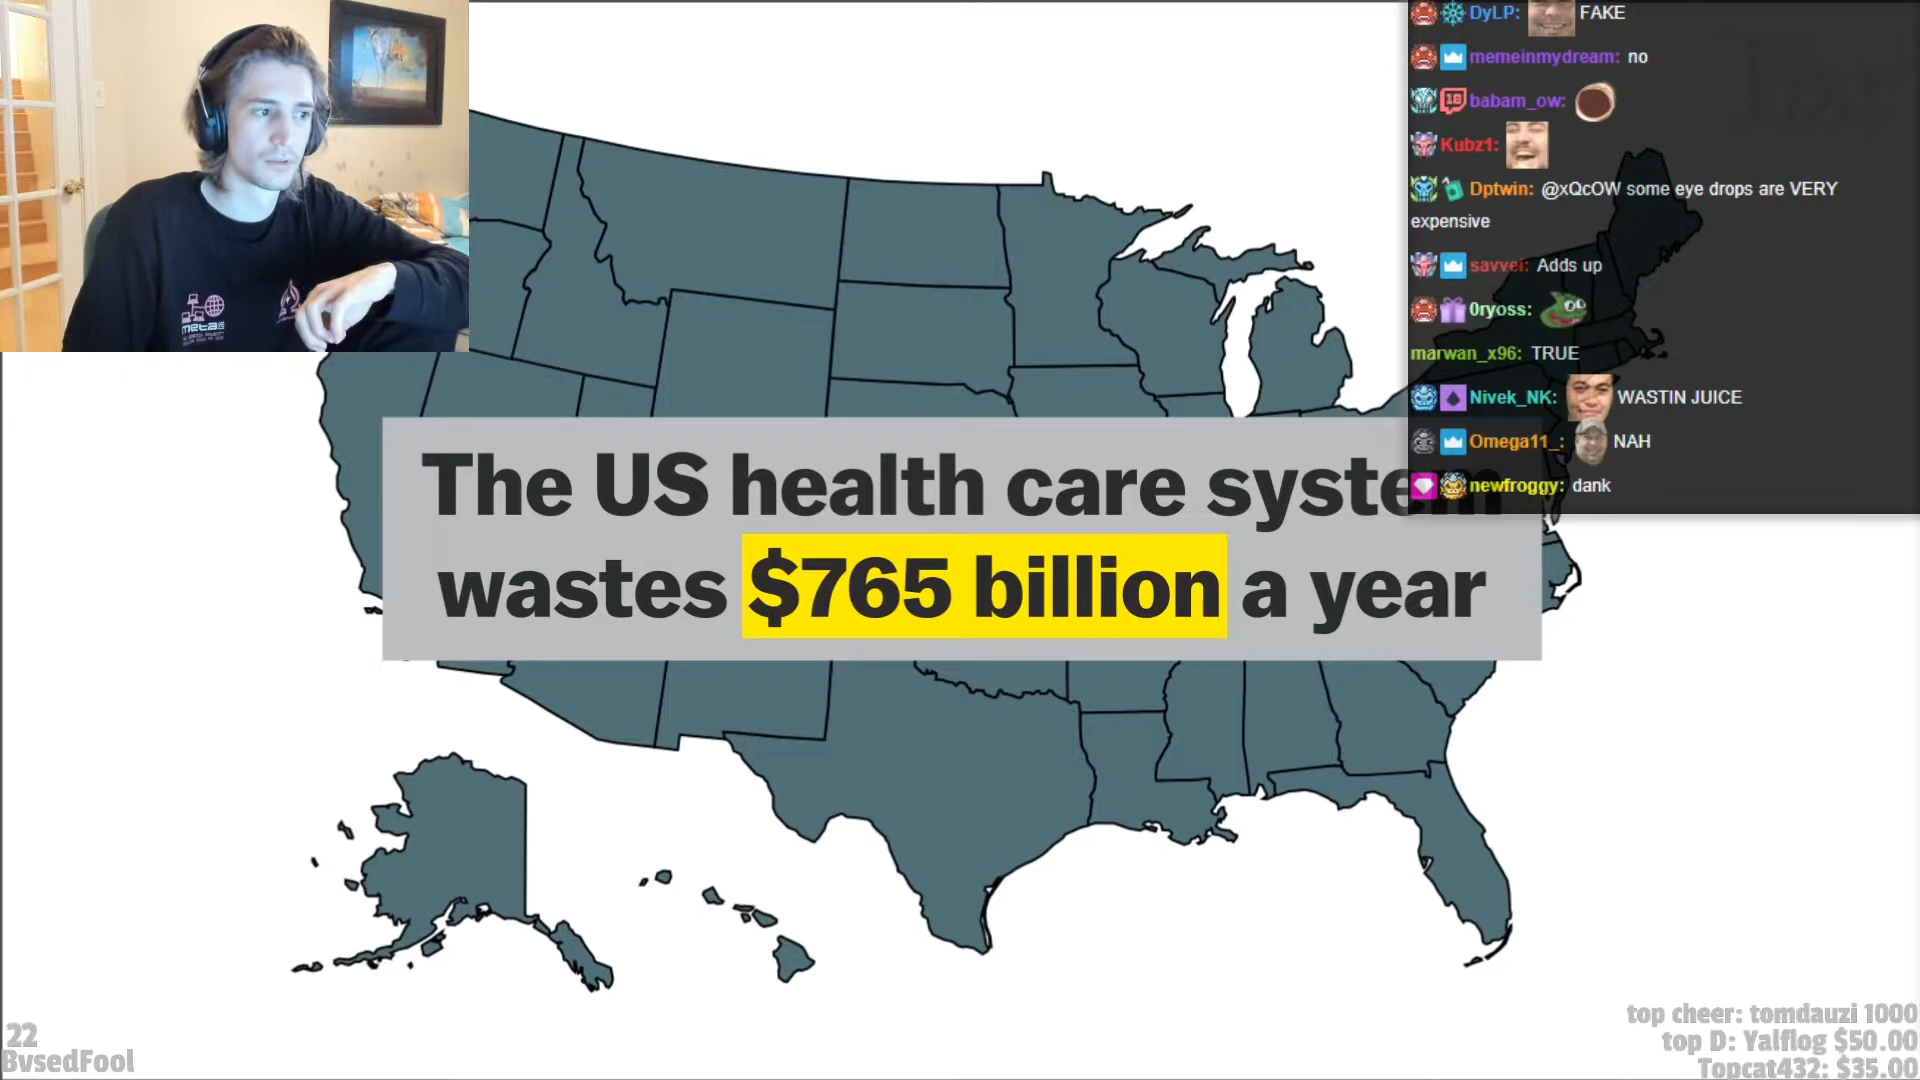 DyLP: FAKE
memeinmydream: no
babam_ow:
Kubz1:
Dptwin: @xQcOW some eye drops are VERY
expensive
savvei: Adds up
0ryoss:
marwan_x96: TRUE
Nivek_NK: WASTIN JUICE
Omega11_: NAH
newfroggy: dank
The US health care system
wastes $765 billion a year
meta
22
BvsedFool
top cheer: tomdauzi 1000
top D: Yalflog $50.00
Topcat432: $35.00